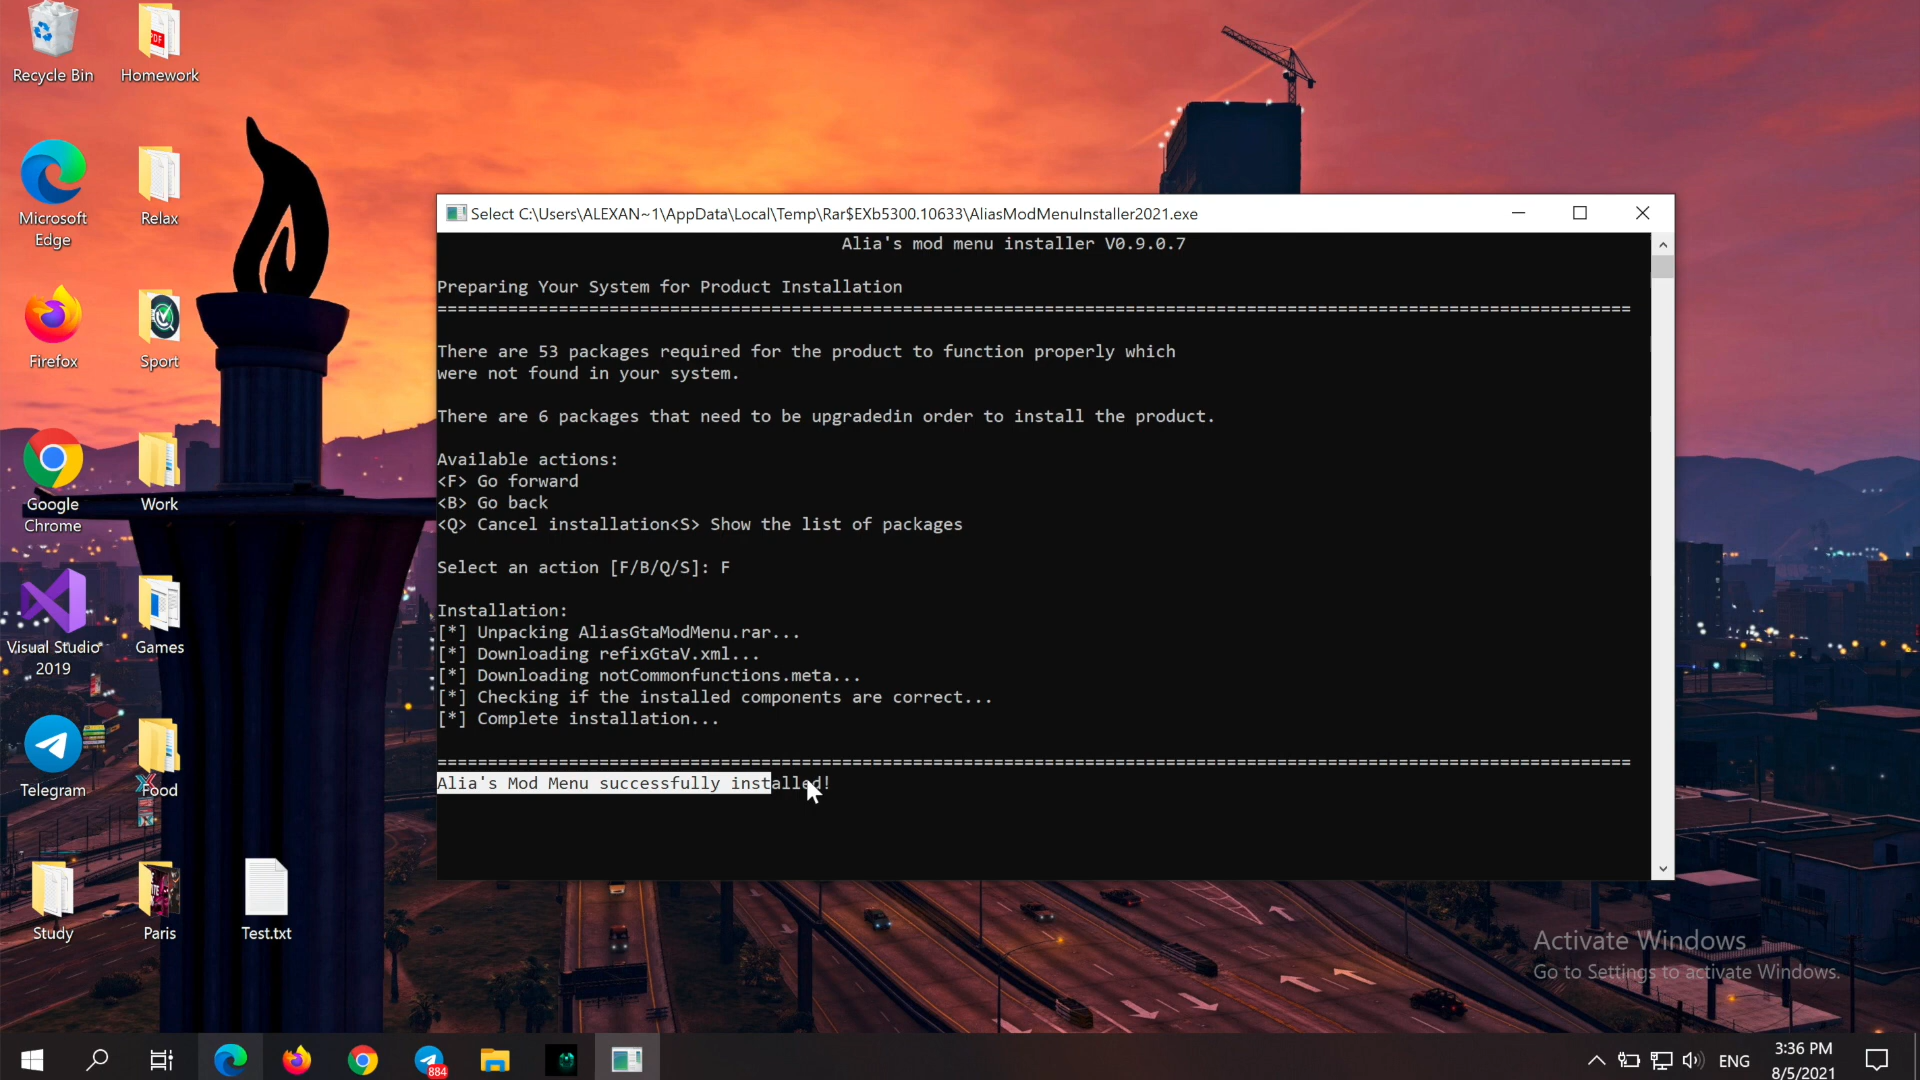 Recycle Bin
Homework
Microsoft
Edge
Relax
Firefox
Sport
Google
Chrome
Work
Visual Studio
2019
Games
Telegram
Food
Study
Paris
Test.txt
Select C:\Users\ALEXAN~1\AppData\Local\Temp\Rar$EXb5300.10633\AliasModMenuInstaller2021.exe
Alia's mod menu installer V0.9.0.7
Preparing Your System for Product Installation
There are 53 packages required for the product to function properly which
were not found in your system.
There are 6 packages that need to be upgradedin order to install the product.
Available actions:
<F> Go forward
<B> Go back
<Q> Cancel installation<S> Show the list of packages
Select an action [F/B/Q/S]: F
Installation:
[*] Unpacking AliasGtaModMenu.rar...
[*] Downloading refixGtaV.xml...
[*] Downloading notCommonfunctions.meta...
[*] Checking if the installed components are correct...
[*] Complete installation...
Alia's Mod Menu successfully installed!
Activate Windows
Go to Settings to activate Windows.
884
ENG
3:36 PM
8/5/2021